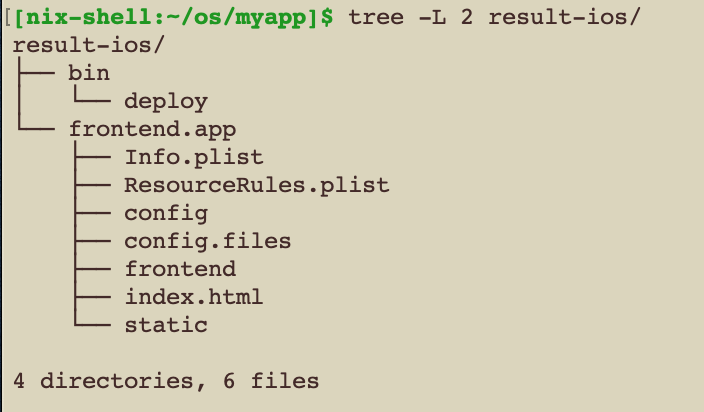 [[nix-shell:~/os/myapp]$ tree -L 2 result-ios/
result-ios/
├── bin
│   └── deploy
└── frontend.app
    ├── Info.plist
    ├── ResourceRules.plist
    ├── config
    ├── config.files
    ├── frontend
    ├── index.html
    └── static

4 directories, 6 files